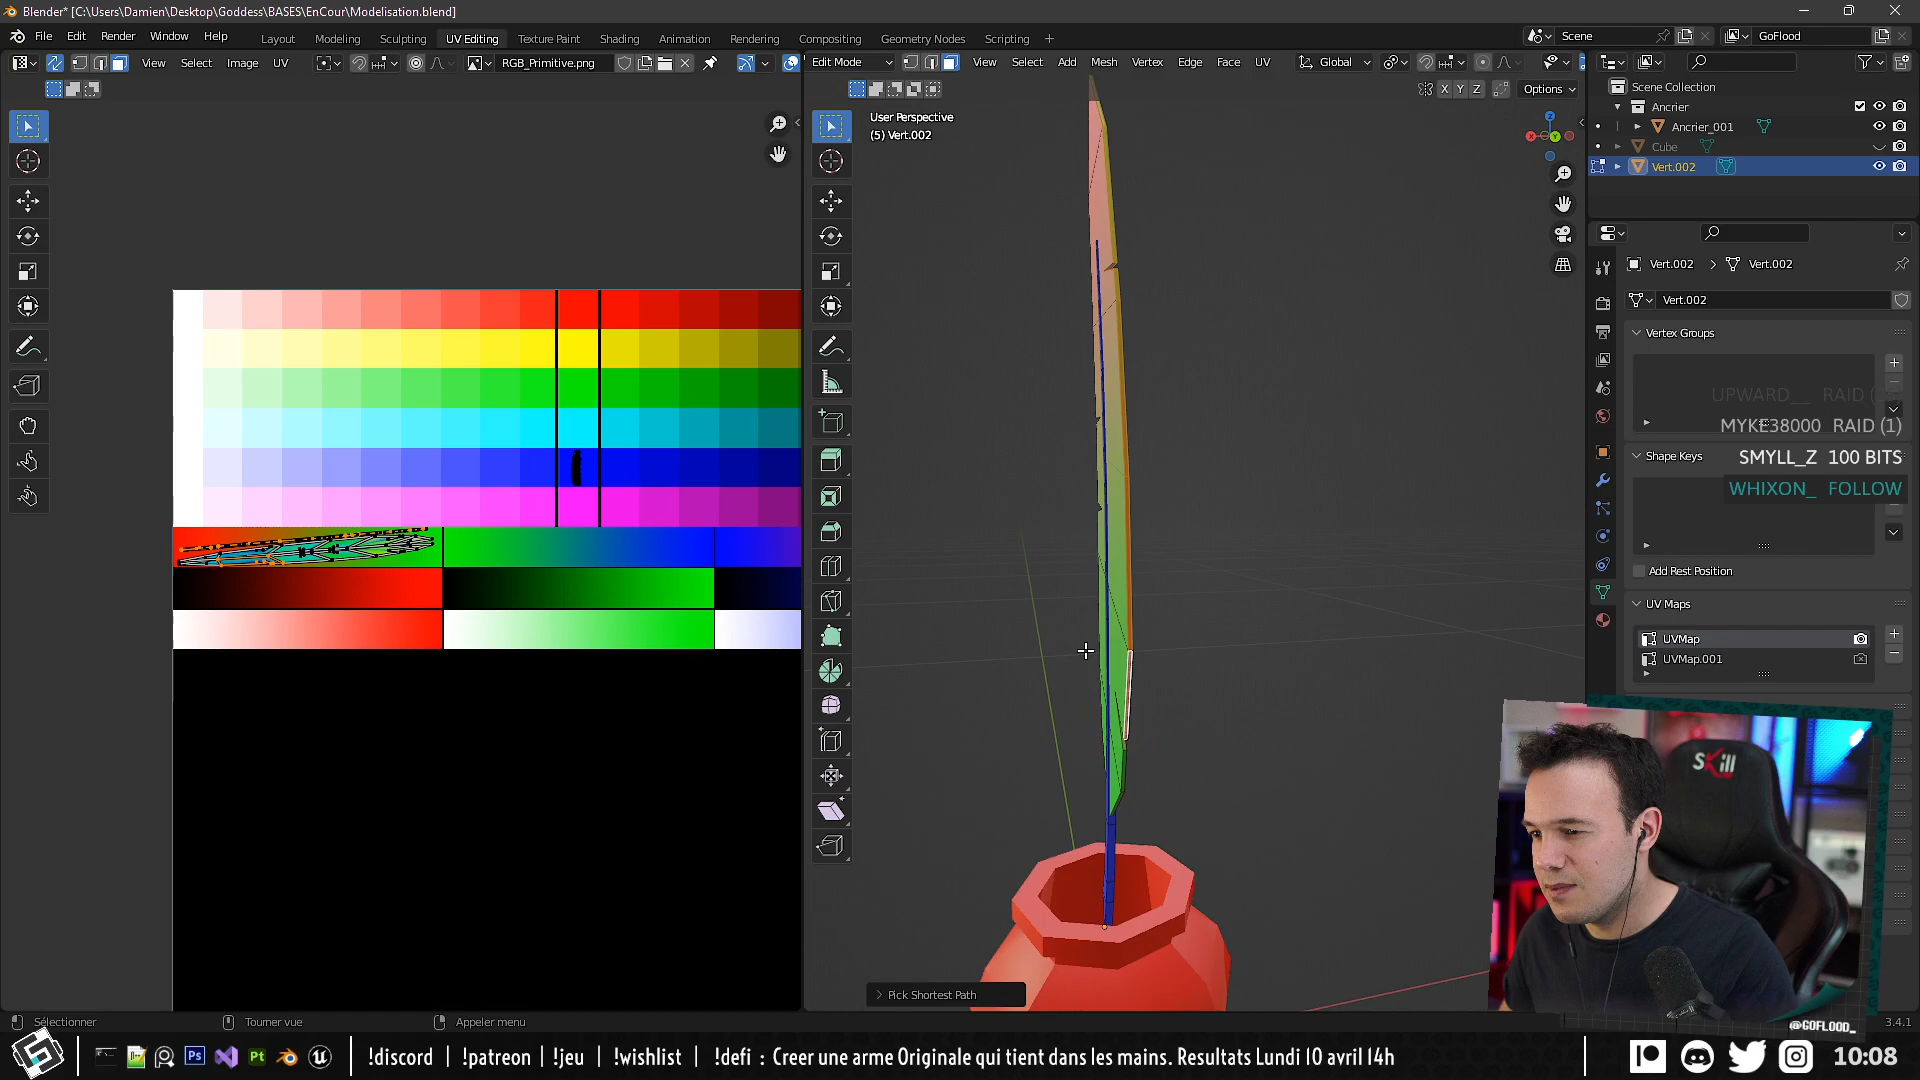 Blender* [C:\Users\Damien\Desktop\Goddess\BASES\EnCour\Modelisation.blend]
File Edit Render Window Help
Layout Modeling Sculpting UV Editing Texture Paint Shading Animation Rendering Compositing Geometry Nodes Scripting +
Scene
GoFlood
View Select Image UV
RGB_Primitive.png
Edit Mode
View Select Add Mesh Vertex Edge Face UV
Global
X Y Z
Options
User Perspective
(5) Vert.002
Scene Collection
Ancrier
Ancrier_001
Cube
Vert.002
Vert.002 > Vert.002
Vert.002
Vertex Groups
UPWARD__ RAID
MYKE38000 RAID (1)
Shape Keys
SMYLL_Z 100 BITS
WHIXON_ FOLLOW
Add Rest Position
UV Maps
UVMap
UVMap.001
SKill
Pick Shortest Path
Sélectionner
Tourner vue
Appeler menu
@GOFLOOD_
3.4.1
Ps
Pt
!discord | !patreon | !jeu | !wishlist | !defi : Creer une arme Originale qui tient dans les mains. Resultats Lundi 10 avril 14h
10:08